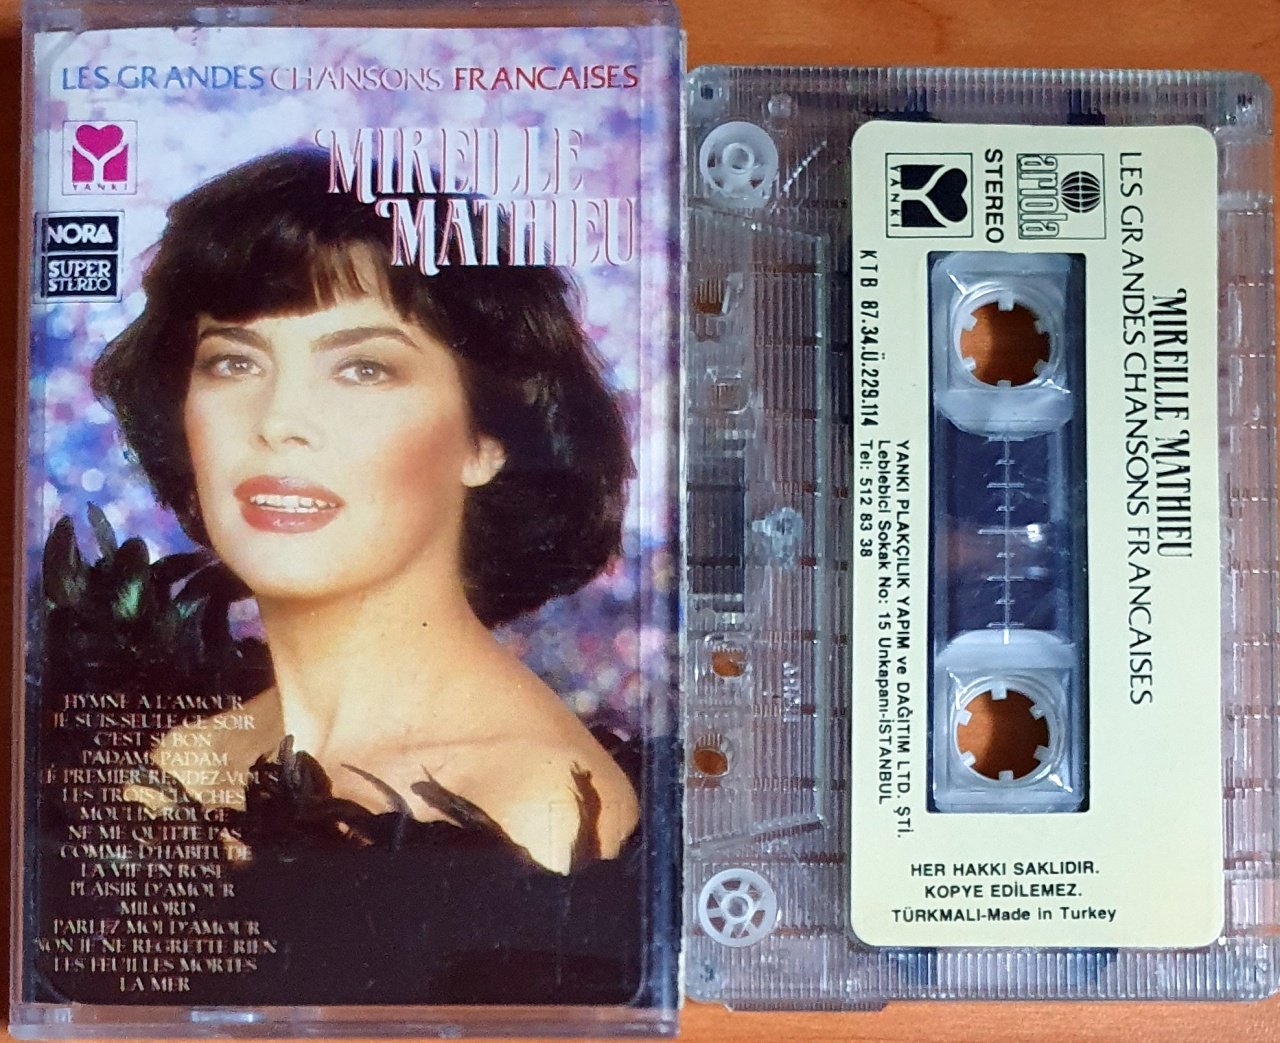 LES GRANDES CHANSONS FRANCAISES
MIREILLE
MATHIEU
YANKI
NORA
SUPER
STEREO
HYMNE A L'AMOUR
JE SUIS SEULE CE SOIR
C'EST SI BON
PADAM PADAM
LE PREMIER RENDEZ-VOUS
LES TROIS CLOCHES
MOULIN ROUGE
NE ME QUITTE PAS
COMME D'HABITUDE
LA VIE EN ROSE
PLAISIR D'AMOUR
MILORD
PARLEZ MOI D'AMOUR
NON JE NE REGRETTE RIEN
LES FEUILLES MORTES
LA MER
MIREILLE MATHIEU
LES GRANDES CHANSONS FRANCAISES
ariola
STEREO
YANKI
KTB 87.34.Ü.229.114
YANKI PLAKÇILIK YAPIM ve DAĞITIM LTD. ŞTİ.
Leblebici Sokak No: 15 Unkapanı-İSTANBUL
Tel: 512 83 38
HER HAKKI SAKLIDIR.
KOPYE EDİLEMEZ.
TÜRKMALI-Made in Turkey